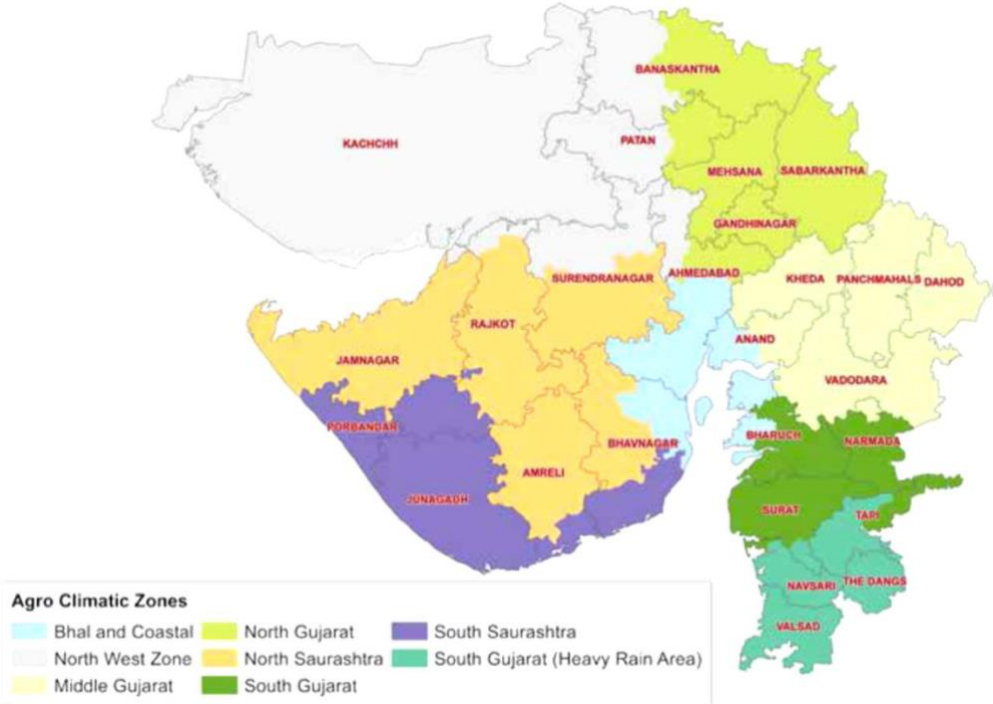 BANASKANTHA
KACHCHH
PATAN
MEHSANA
SABARKANTHA
GANDHINAGAR
SURENDRANAGAR
AHMEDABAD
KHEDA
PANCHMAHALS
DAHOD
RAJKOT
ANAND
JAMNAGAR
VADODARA
PORBANDAR
BHAVNAGAR
BHARUCH
NARMADA
AMRELI
JUNAGADH
SURAT
TAPI
NAVSARI
THE DANGS
VALSAD
Agro Climatic Zones
Bhal and Coastal
North Gujarat
South Saurashtra
North West Zone
North Saurashtra
South Gujarat (Heavy Rain Area)
Middle Gujarat
South Gujarat